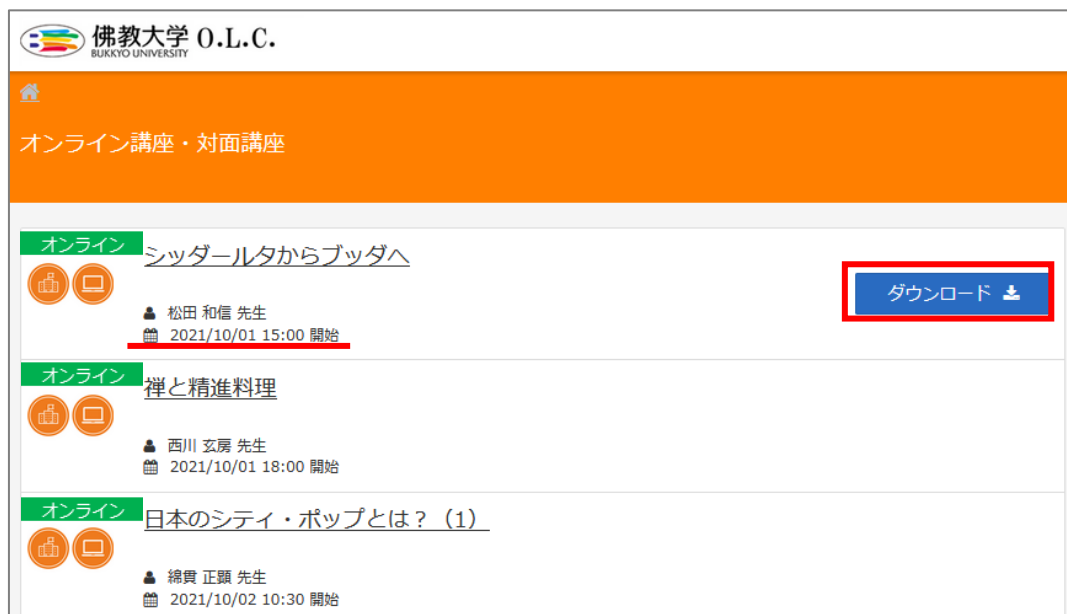 佛教大学 O.L.C.
BUKKYO UNIVERSITY
オンライン講座・対面講座
オンライン
シッダールタからブッダへ
ダウンロード
松田 和信 先生
2021/10/01 15:00 開始
オンライン
禅と精進料理
西川 玄房 先生
2021/10/01 18:00 開始
オンライン
日本のシティ・ポップとは？（1）
綿貫 正顕 先生
2021/10/02 10:30 開始